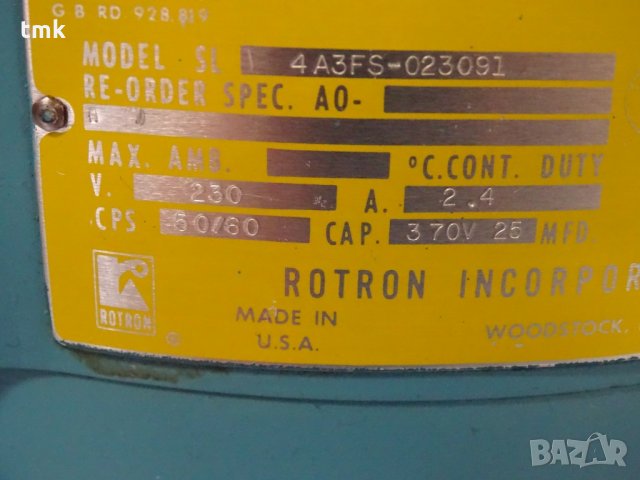 tmk
G B RD. 928.819
MODEL SL 4A3FS-023091
RE-ORDER SPEC. AO-
MAX. AMB. °C. CONT. DUTY
V. 230 A. 2.4
CPS 50/60 CAP. 370V 25 MFD.
ROTRON INCORPOR
ROTRON
MADE IN
U.S.A.
WOODSTOCK,
BAZAR